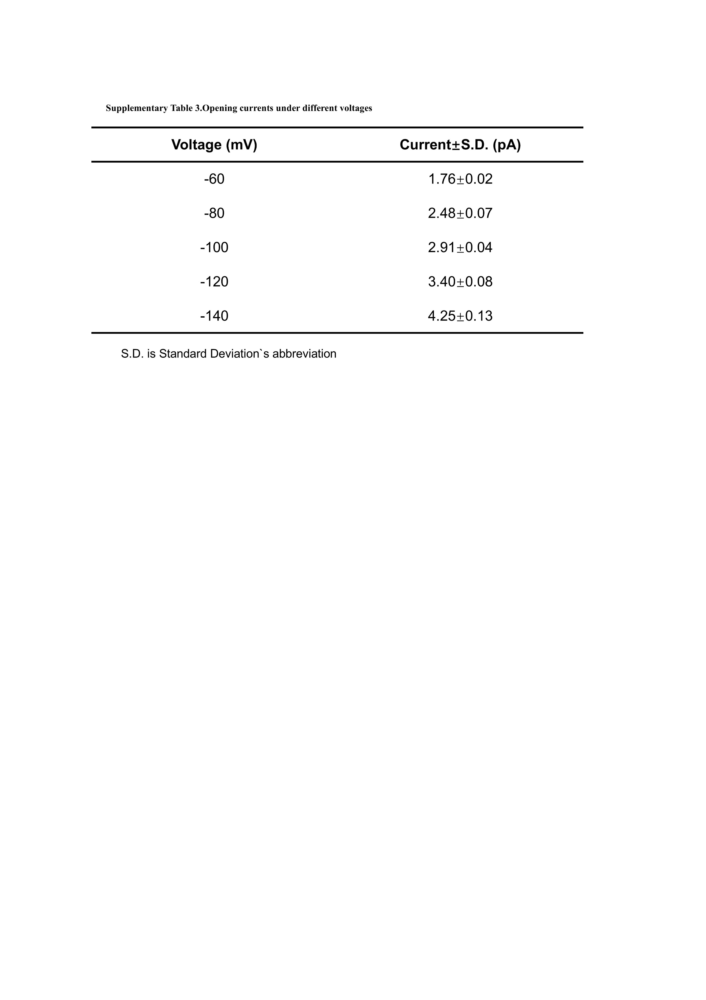 Supplementary Table 3.Opening currents under different voltages
Voltage (mV) Current±S.D. (pA)
-60 1.76±0.02
-80 2.48±0.07
-100 2.91±0.04
-120 3.40±0.08
-140 4.25±0.13
S.D. is Standard Deviation`s abbreviation